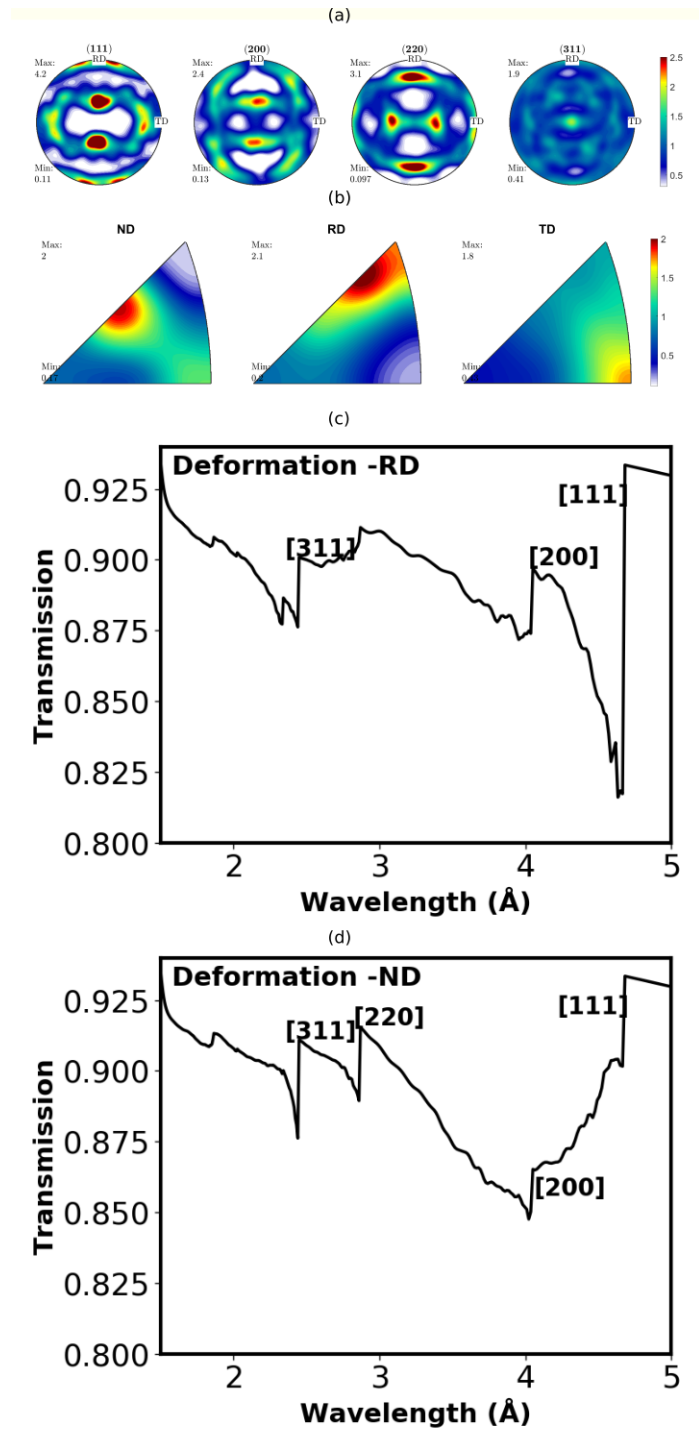 (a)
(111)
(200)
(220)
(311)
RD
RD
RD
RD
Max:
4.2
Max:
2.4
Max:
3.1
Max:
1.9
2.5
2
1.5
1
0.5
TD
TD
TD
TD
Min:
0.11
Min:
0.13
Min:
0.097
Min:
0.41
(b)
ND
RD
TD
Max:
2
Max:
2.1
Max:
1.8
2
1.5
1
0.5
Min:
Min:
Min:
(c)
Deformation -RD
[111]
[311]
[200]
0.925
0.900
0.875
0.850
0.825
0.800
Transmission
2
3
4
5
Wavelength (Å)
(d)
Deformation -ND
[111]
[220]
[311]
[200]
0.925
0.900
0.875
0.850
0.825
0.800
Transmission
2
3
4
5
Wavelength (Å)